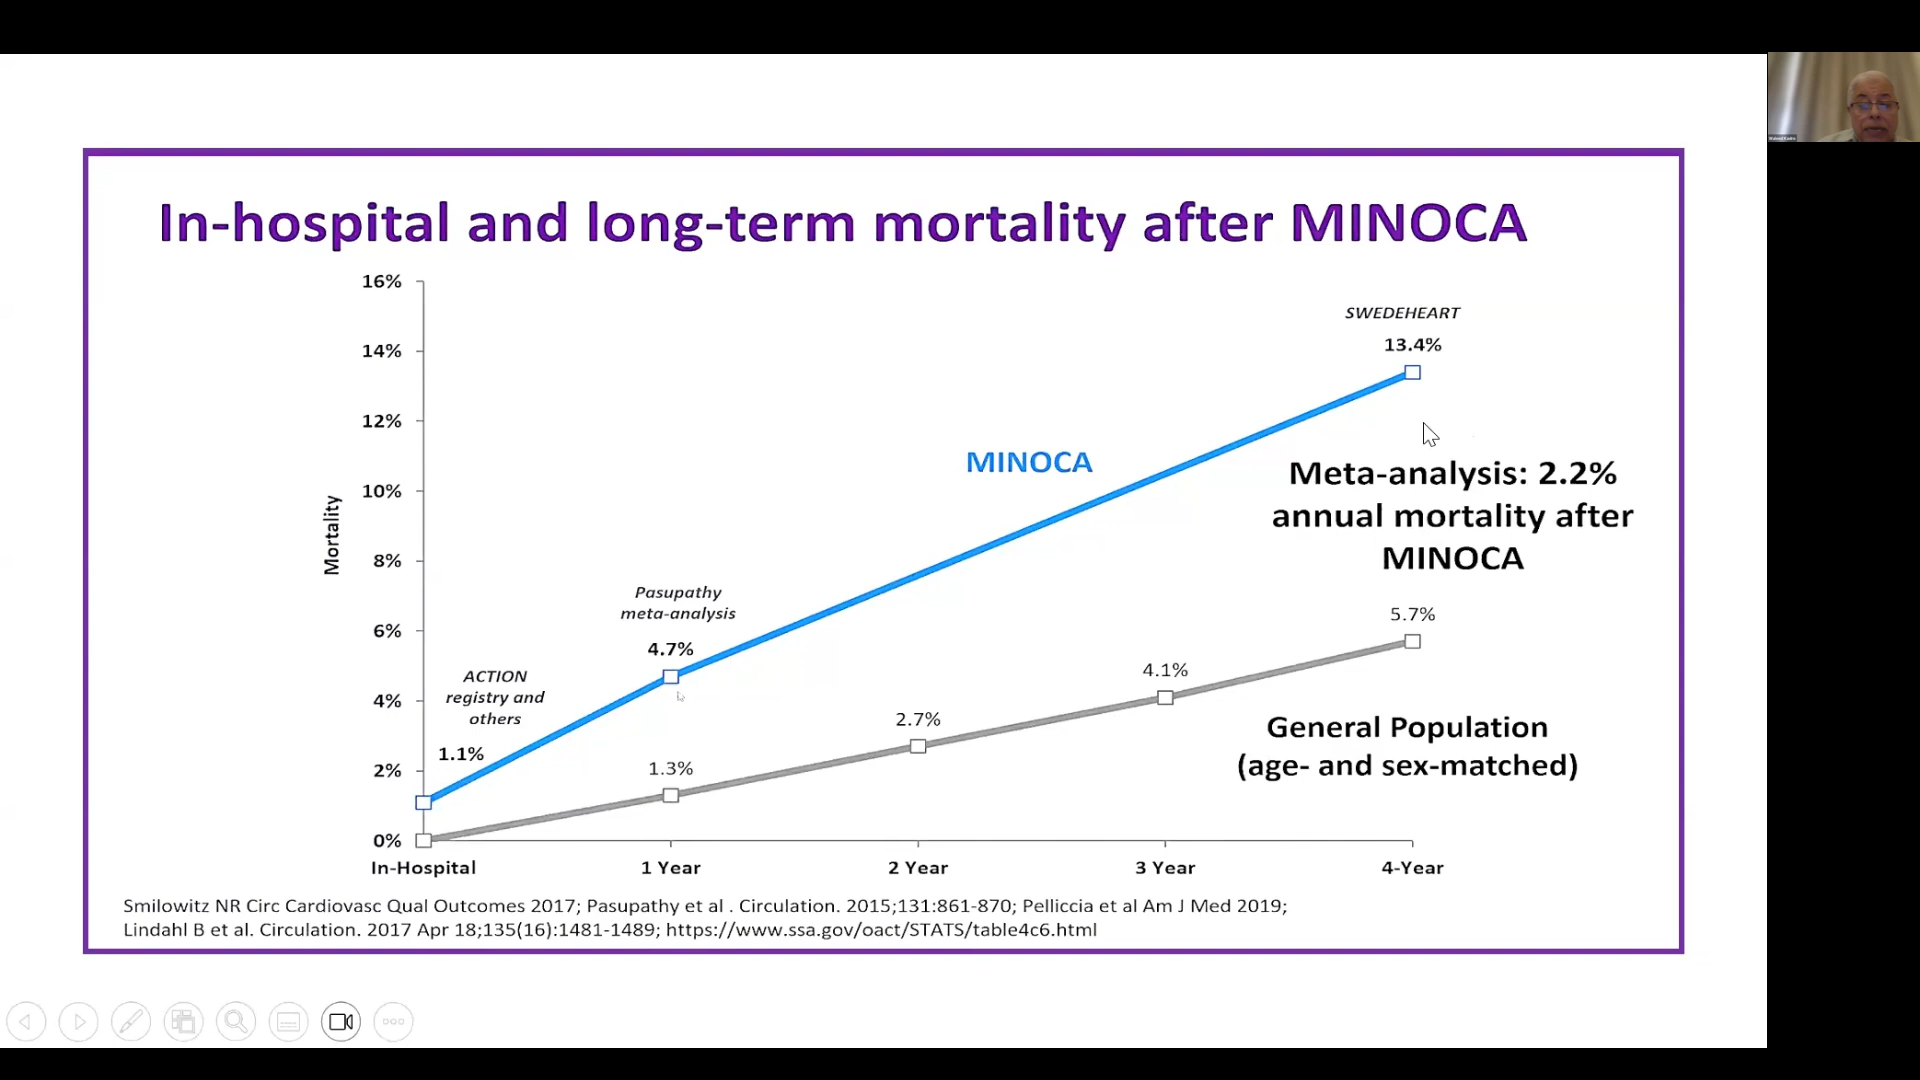 In-hospital and long-term mortality after MINOCA
16%
14%
12%
10%
8%
6%
4%
2%
0%
Mortality
SWEDEHEART
13.4%
MINOCA
Meta-analysis: 2.2%
annual mortality after
MINOCA
Pasupathy
meta-analysis
4.7%
ACTION
registry and
others
1.1%
1.3%
2.7%
4.1%
5.7%
General Population
(age- and sex-matched)
In-Hospital
1 Year
2 Year
3 Year
4-Year
Smilowitz NR Circ Cardiovasc Qual Outcomes 2017; Pasupathy et al . Circulation. 2015;131:861-870; Pelliccia et al Am J Med 2019;
Lindahl B et al. Circulation. 2017 Apr 18;135(16):1481-1489; https://www.ssa.gov/oact/STATS/table4c6.html